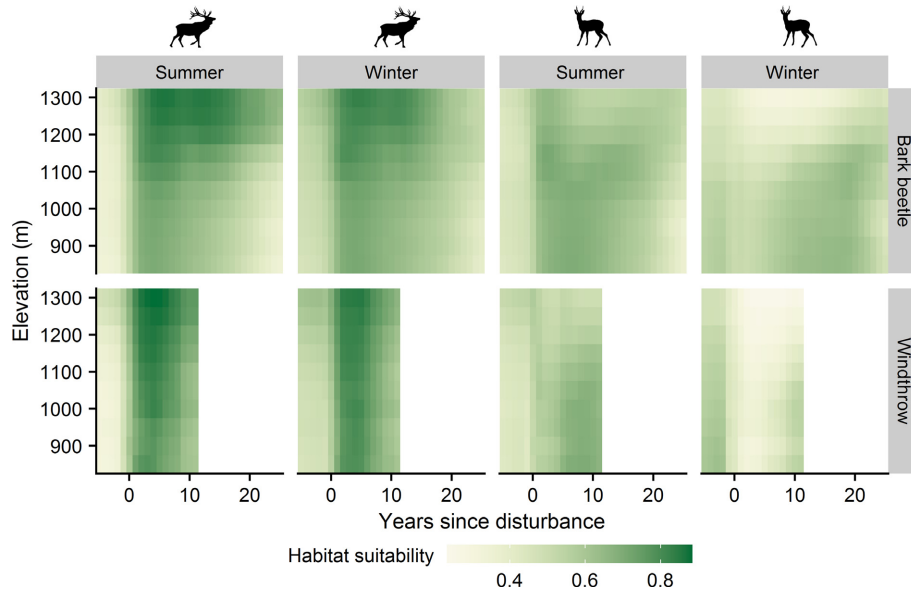 Summer Winter Summer Winter
1300
1200
1100
1000
900
Bark beetle
1300
1200
1100
1000
900
Windthrow
Elevation (m)
0 10 20 0 10 20 0 10 20 0 10 20
Years since disturbance
Habitat suitability
0.4 0.6 0.8